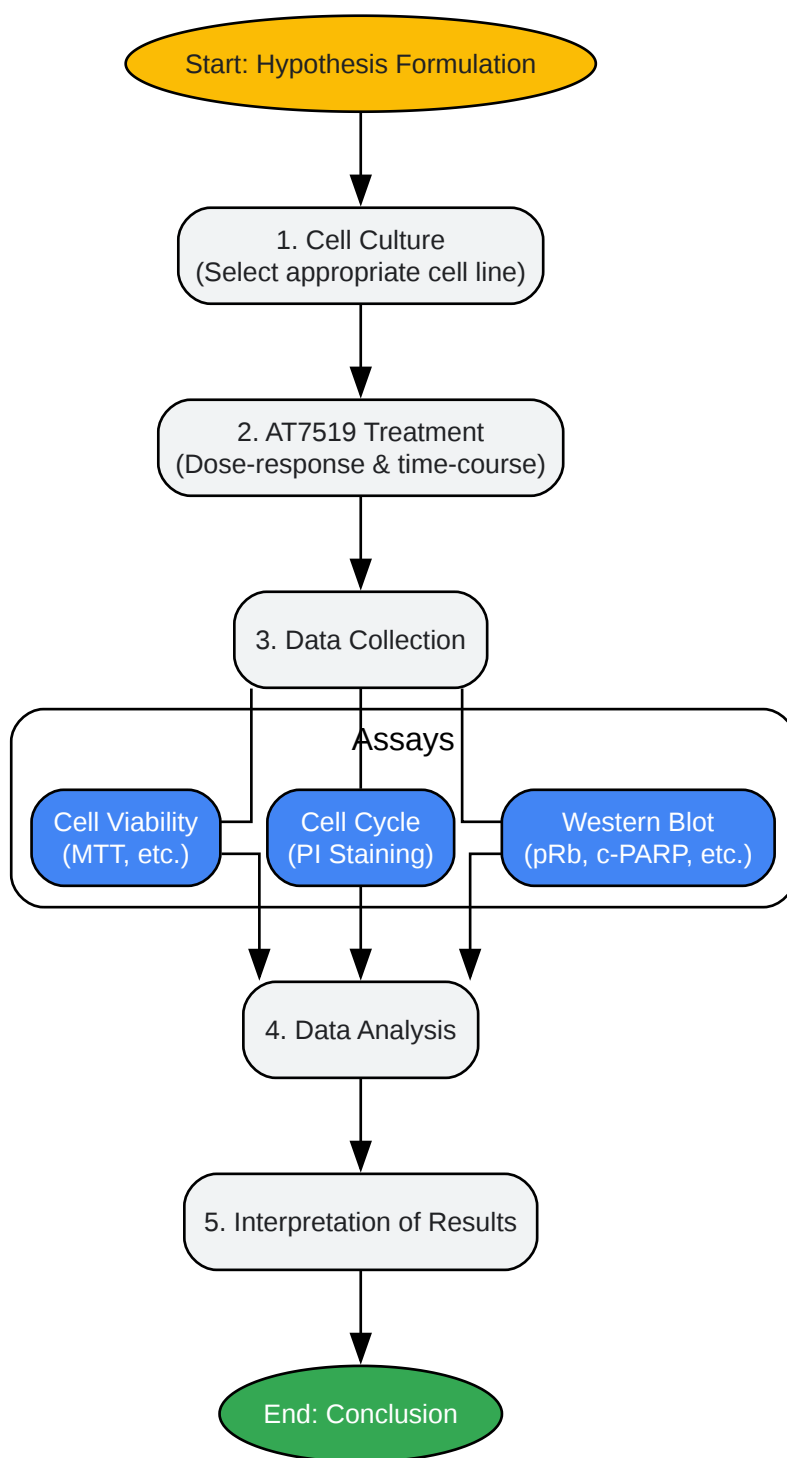 Start: Hypothesis Formulation
1. Cell Culture
(Select appropriate cell line)
2. AT7519 Treatment
(Dose-response & time-course)
3. Data Collection
Assays
Cell Viability
(MTT, etc.)
Cell Cycle
(PI Staining)
Western Blot
(pRb, c-PARP, etc.)
4. Data Analysis
5. Interpretation of Results
End: Conclusion